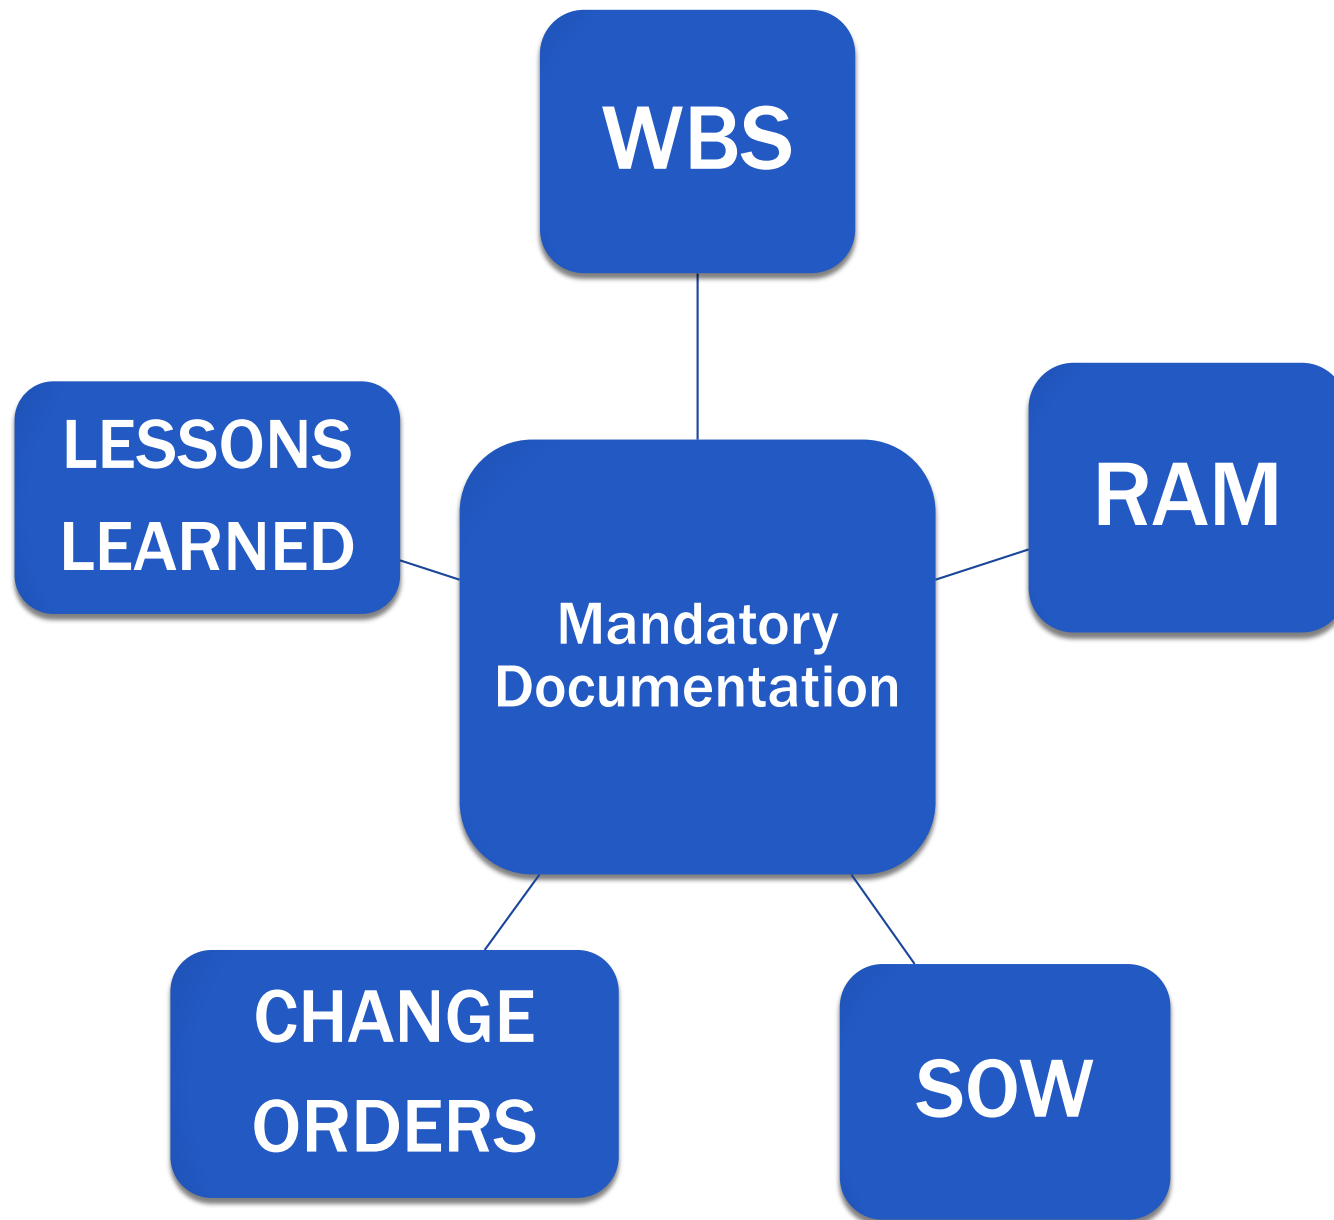 WBS
LESSONS
LEARNED
RAM
Mandatory
Documentation
CHANGE
ORDERS
SOW